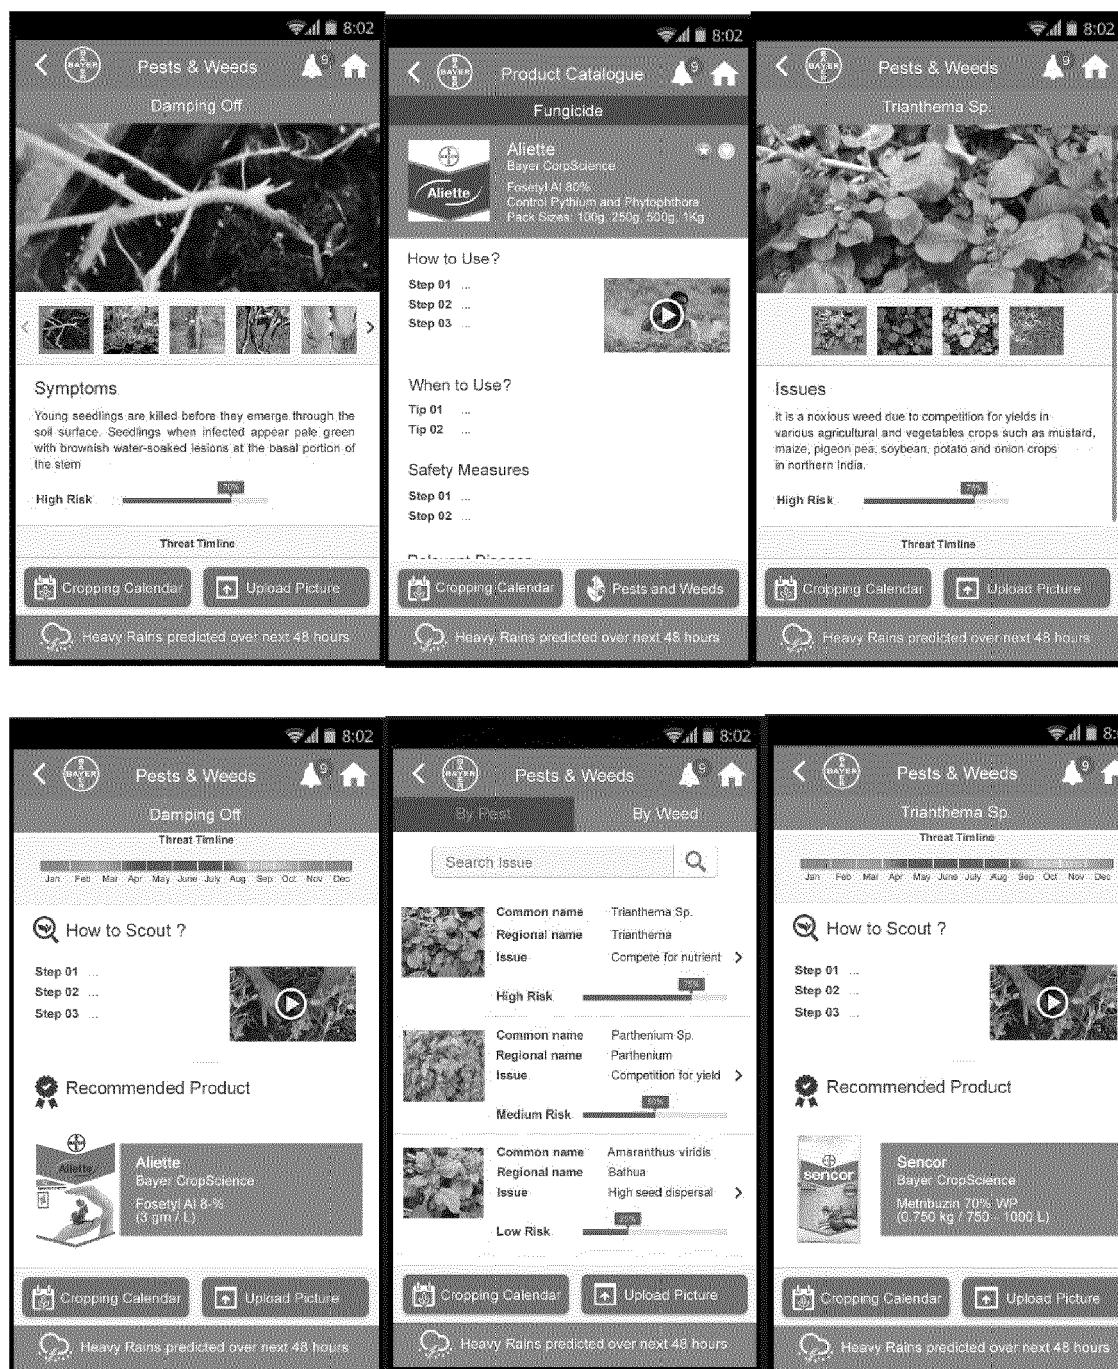 8:02
BAYER
Pests & Weeds
9
Damping Off
Symptoms
Young seedlings are killed before they emerge through the
soil surface. Seedlings when infected appear pale green
with brownish water-soaked lesions at the basal portion of
the stem
High Risk
Threat Timline
Cropping Calendar
Upload Picture
Heavy Rains predicted over next 48 hours
8:02
BAYER
Product Catalogue
9
Fungicide
Aliette
Aliette
Bayer CorpScience
Fosetyl Al 80%
Control Pythium and Phytophthora
Pack Sizes: 100g, 250g, 500g, 1Kg
How to Use?
Step 01 ...
Step 02 ...
Step 03 ...
When to Use?
Tip 01 ...
Tip 02 ...
Safety Measures
Step 01 ...
Step 02 ...
Cropping Calendar
Pests and Weeds
Heavy Rains predicted over next 48 hours
8:02
BAYER
Pests & Weeds
9
Trianthema Sp.
Issues
It is a noxious weed due to competition for yields in
various agricultural and vegetables crops such as mustard,
maize, pigeon pea, soybean, potato and onion crops
in northern India.
High Risk
Threat Timline
Cropping Calendar
Upload Picture
Heavy Rains predicted over next 48 hours
8:02
BAYER
Pests & Weeds
9
Damping Off
Threat Timline
Jan Feb Mar Apr May June July Aug Sep Oct Nov Dec
How to Scout ?
Step 01 ...
Step 02 ...
Step 03 ...
Recommended Product
Aliette
Aliette
Bayer CropScience
Fosetyl Al 8-%
(3 gm / L)
Cropping Calendar
Upload Picture
Heavy Rains predicted over next 48 hours
8:02
BAYER
Pests & Weeds
9
By Pest
By Weed
Search Issue
Common name Trianthema Sp.
Regional name Trianthema
Issue Compete for nutrient
High Risk
Common name Parthenium Sp.
Regional name Parthenium
Issue Competition for yield
Medium Risk
Common name Amaranthus viridis
Regional name Bathua
Issue High seed dispersal
Low Risk
Cropping Calendar
Upload Picture
Heavy Rains predicted over next 48 hours
BAYER
Pests & Weeds
9
Trianthema Sp.
Threat Timline
Jan Feb Mar Apr May June July Aug Sep Oct Nov Dec
How to Scout ?
Step 01 ...
Step 02 ...
Step 03 ...
Recommended Product
sencor
Sencor
Bayer CropScience
Metribuzin 70% WP
(0.750 kg / 750 - 1000 L)
Cropping Calendar
Upload Picture
Heavy Rains predicted over next 48 hours